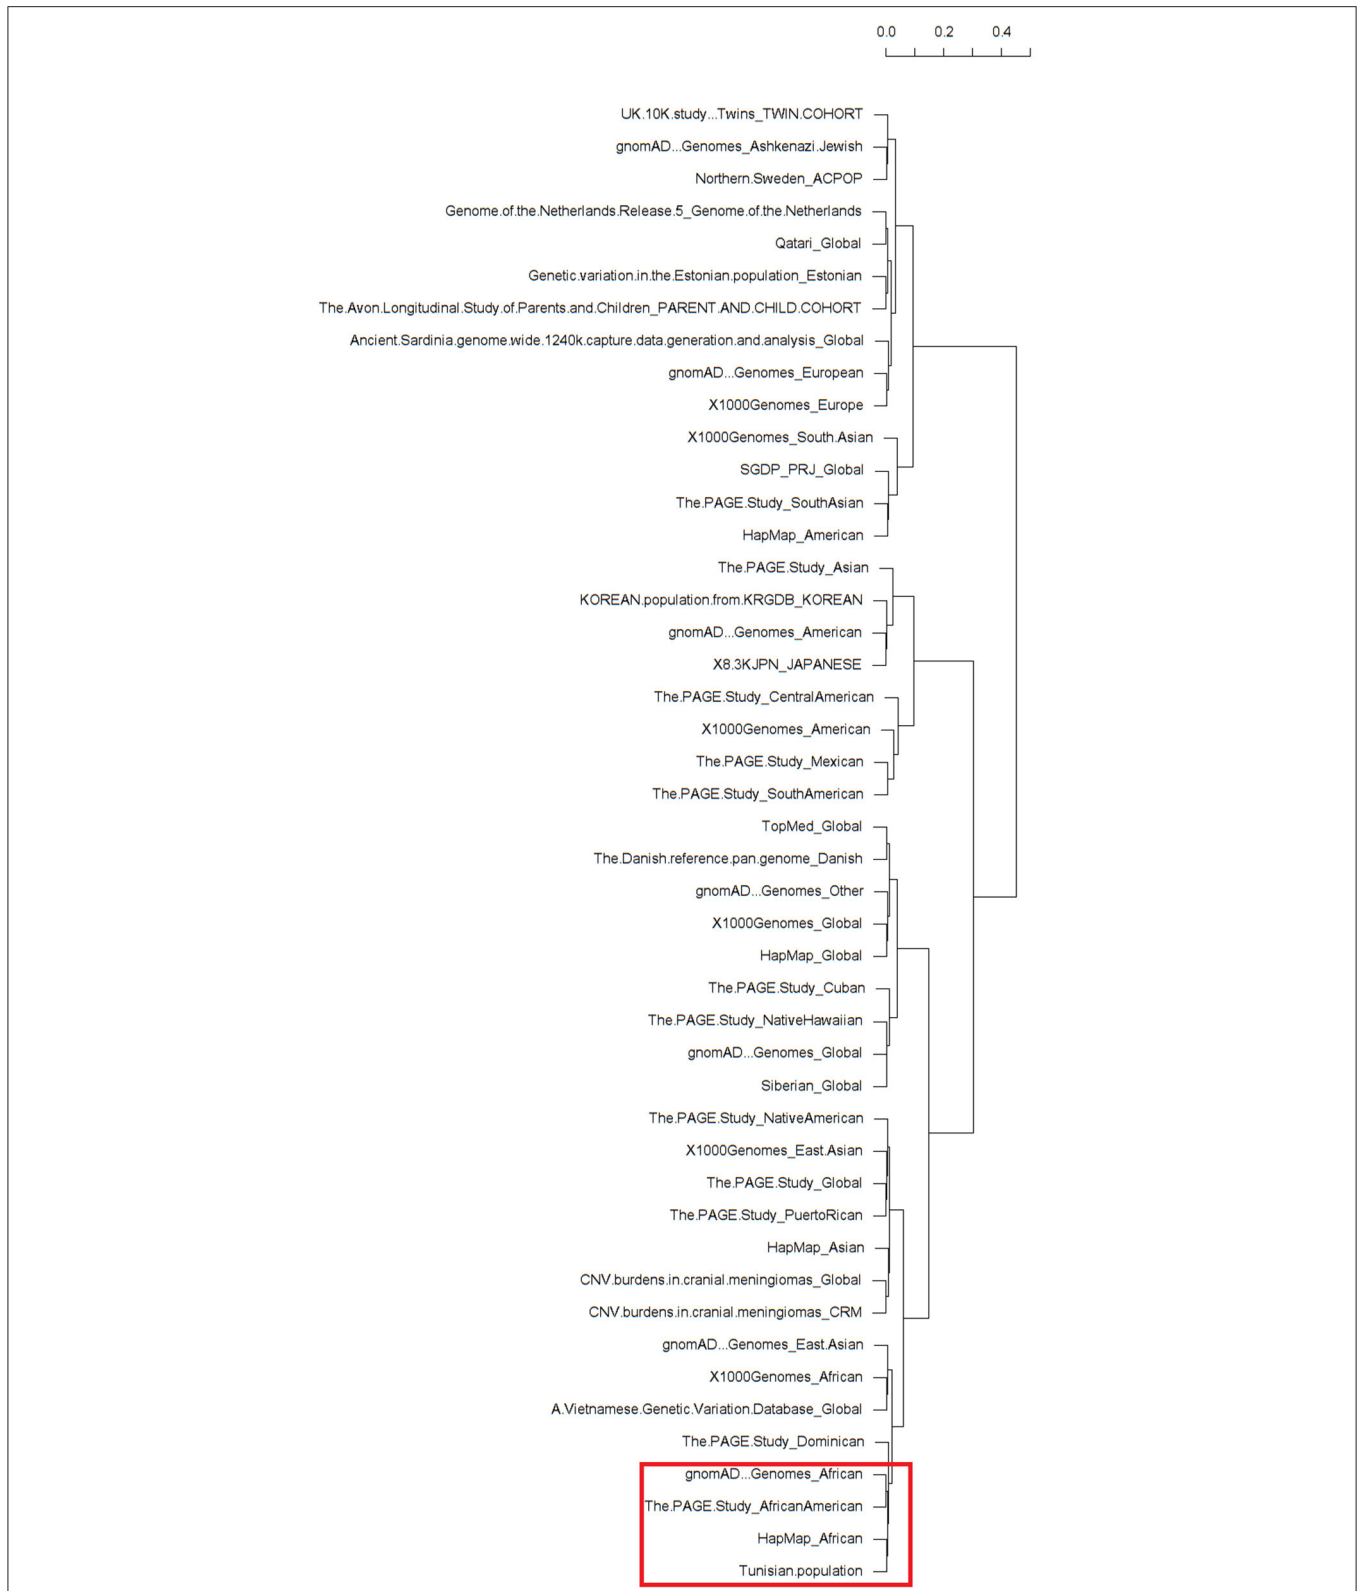 0.0 0.2 0.4
UK.10K.study...Twins_TWIN.COHORT
gnomAD...Genomes_Ashkenazi.Jewish
Northern.Sweden_ACPOP
Genome.of.the.Netherlands.Release.5_Genome.of.the.Netherlands
Qatari_Global
Genetic.variation.in.the.Estonian.population_Estonian
The.Avon.Longitudinal.Study.of.Parents.and.Children_PARENT.AND.CHILD.COHORT
Ancient.Sardinia.genome.wide.1240k.capture.data.generation.and.analysis_Global
gnomAD...Genomes_European
X1000Genomes_Europe
X1000Genomes_South.Asian
SGDP_PRJ_Global
The.PAGE.Study_SouthAsian
HapMap_American
The.PAGE.Study_Asian
KOREAN.population.from.KRGDB_KOREAN
gnomAD...Genomes_American
X8.3KJPN_JAPANESE
The.PAGE.Study_CentralAmerican
X1000Genomes_American
The.PAGE.Study_Mexican
The.PAGE.Study_SouthAmerican
TopMed_Global
The.Danish.reference.pan.genome_Danish
gnomAD...Genomes_Other
X1000Genomes_Global
HapMap_Global
The.PAGE.Study_Cuban
The.PAGE.Study_NativeHawaiian
gnomAD...Genomes_Global
Siberian_Global
The.PAGE.Study_NativeAmerican
X1000Genomes_East.Asian
The.PAGE.Study_Global
The.PAGE.Study_PuertoRican
HapMap_Asian
CNV.burdens.in.cranial.meningiomas_Global
CNV.burdens.in.cranial.meningiomas_CRM
gnomAD...Genomes_East.Asian
X1000Genomes_African
A.Vietnamese.Genetic.Variation.Database_Global
The.PAGE.Study_Dominican
gnomAD...Genomes_African
The.PAGE.Study_AfricanAmerican
HapMap_African
Tunisian.population